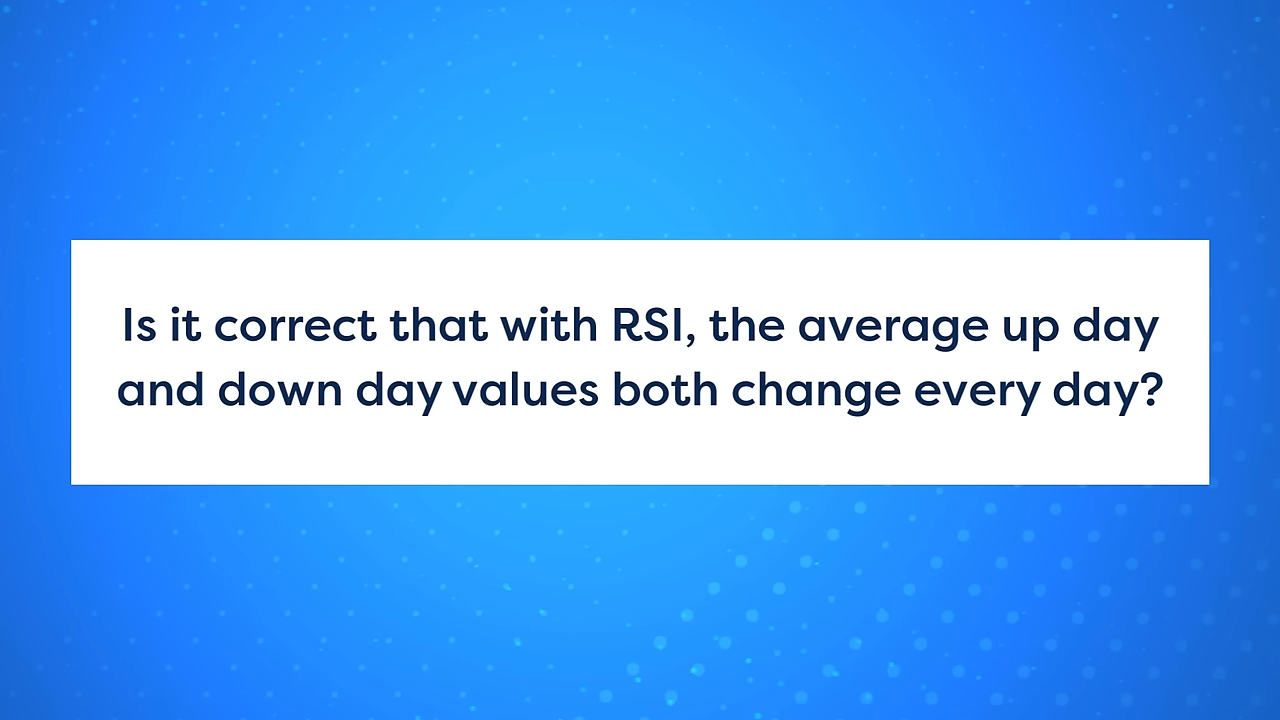 Is it correct that with RSI, the average up day
and down day values both change every day?